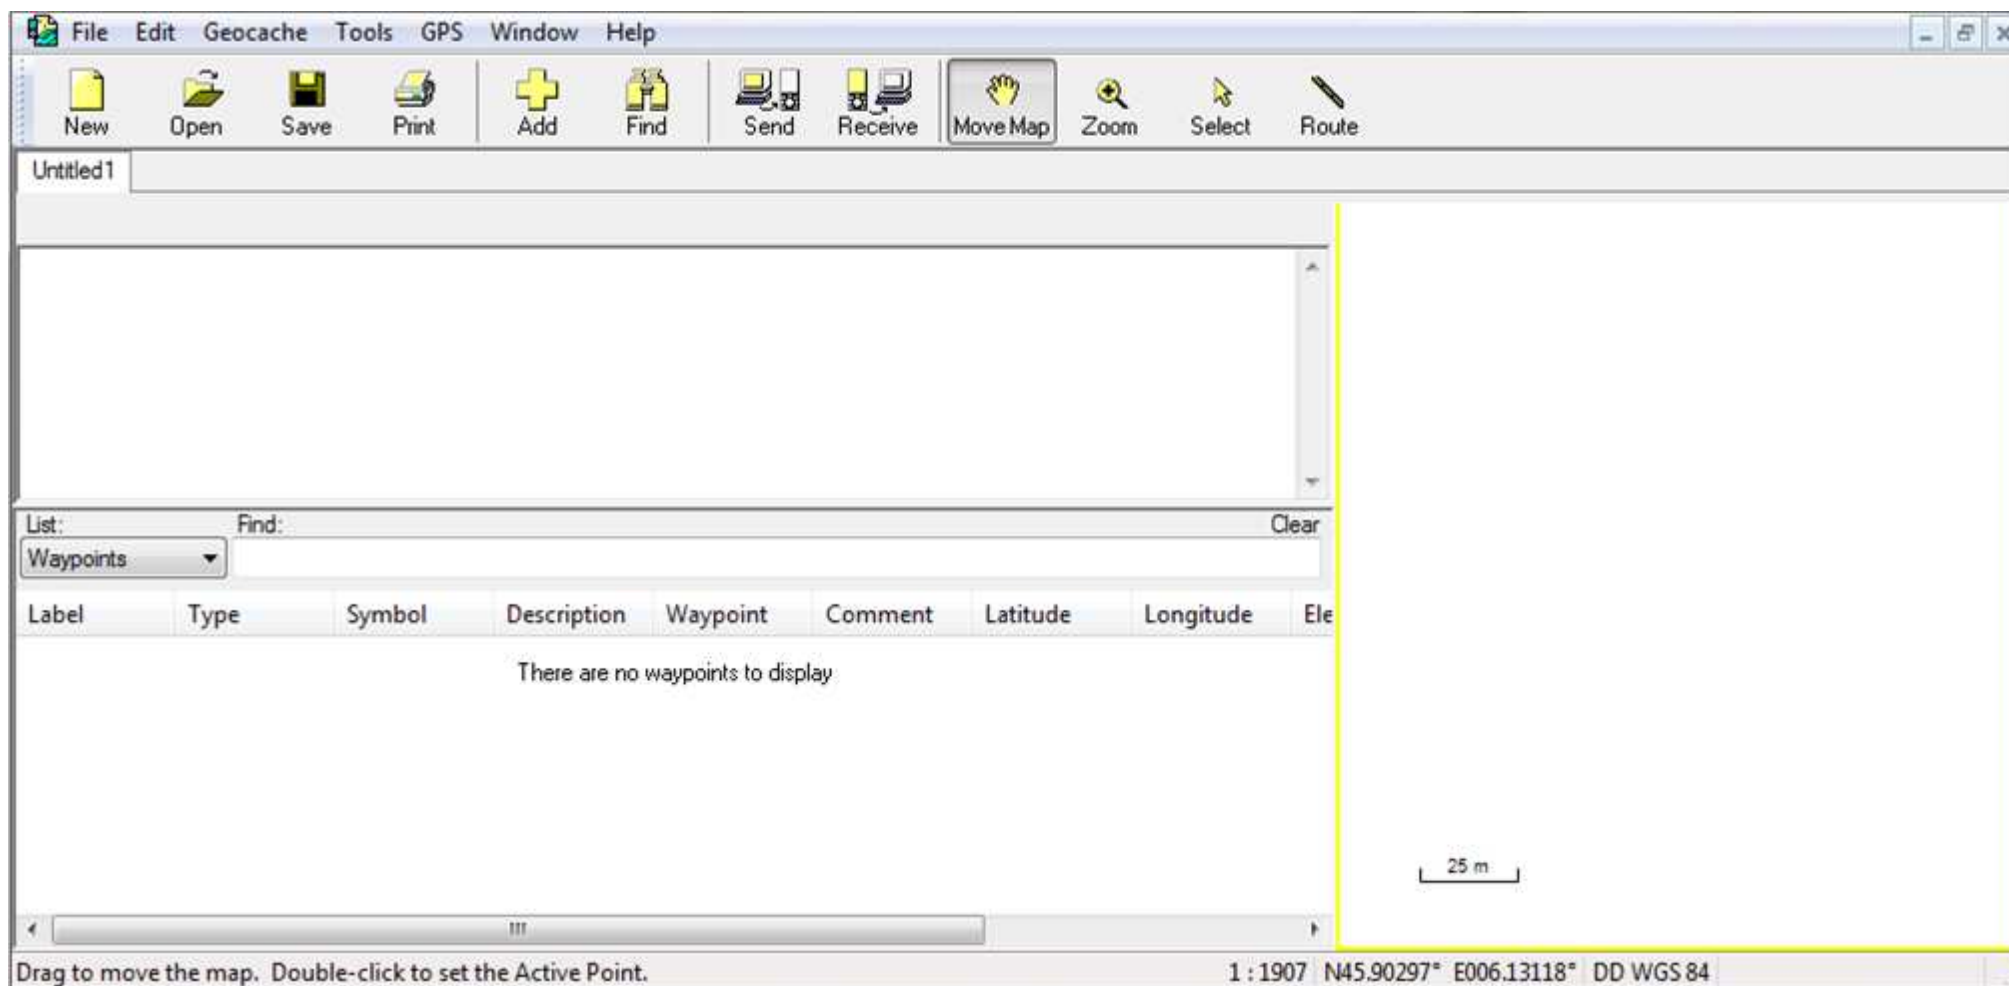 File Edit Geocache Tools GPS Window Help
New Open Save Print Add Find Send Receive Move Map Zoom Select Route
Untitled1
List: Find: Clear
Waypoints
Label Type Symbol Description Waypoint Comment Latitude Longitude Ele
There are no waypoints to display
25 m
Drag to move the map. Double-click to set the Active Point. 1 : 1907 N45.90297° E006.13118° DD WGS 84